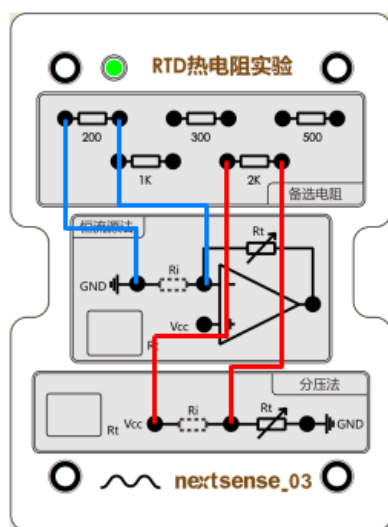 RTD热电阻实验
200
300
500
1K
2K
备选电阻
恒流源法
Rt
Ri
GND
Vcc
Rt
分压法
Rt
Vcc
Ri
Rt
GND
nextsense_03